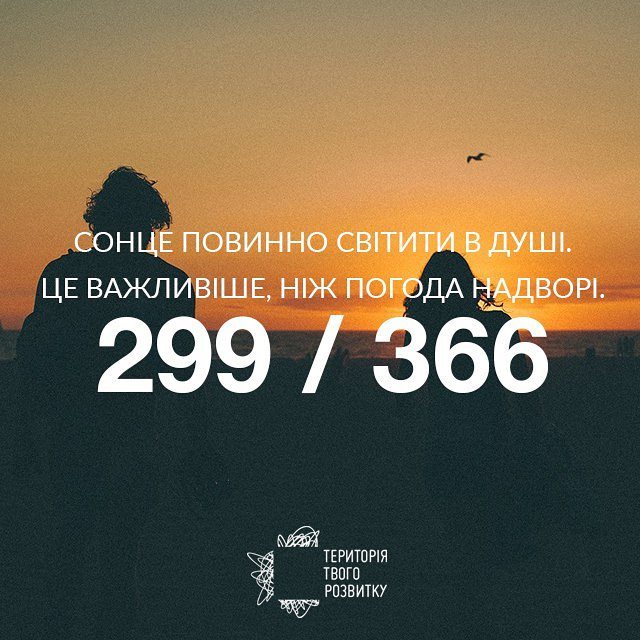 СОНЦЕ ПОВИННО СВІТИТИ В ДУШІ.
ЦЕ ВАЖЛИВІШЕ, НІЖ ПОГОДА НАДВОРІ.
299 / 366
ТЕРИТОРІЯ
ТВОГО
РОЗВИТКУ